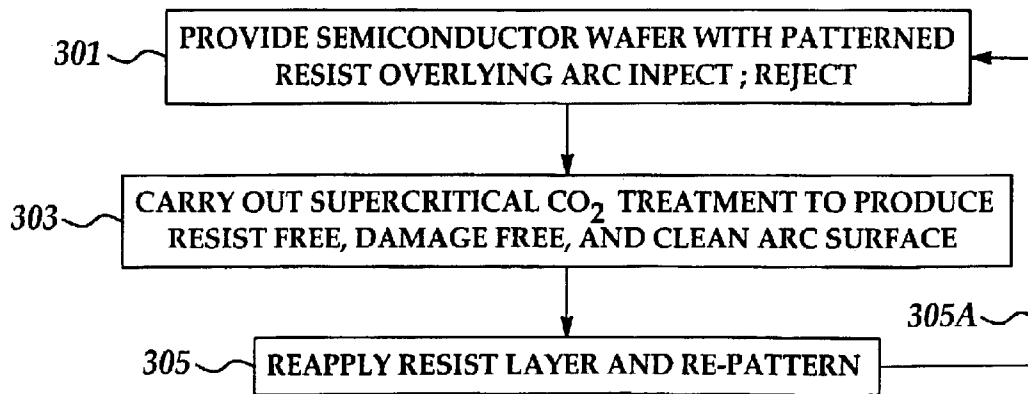 301
PROVIDE SEMICONDUCTOR WAFER WITH PATTERNED
RESIST OVERLYING ARC INPECT ; REJECT
303
CARRY OUT SUPERCRITICAL CO₂ TREATMENT TO PRODUCE
RESIST FREE, DAMAGE FREE, AND CLEAN ARC SURFACE
305A
305
REAPPLY RESIST LAYER AND RE-PATTERN